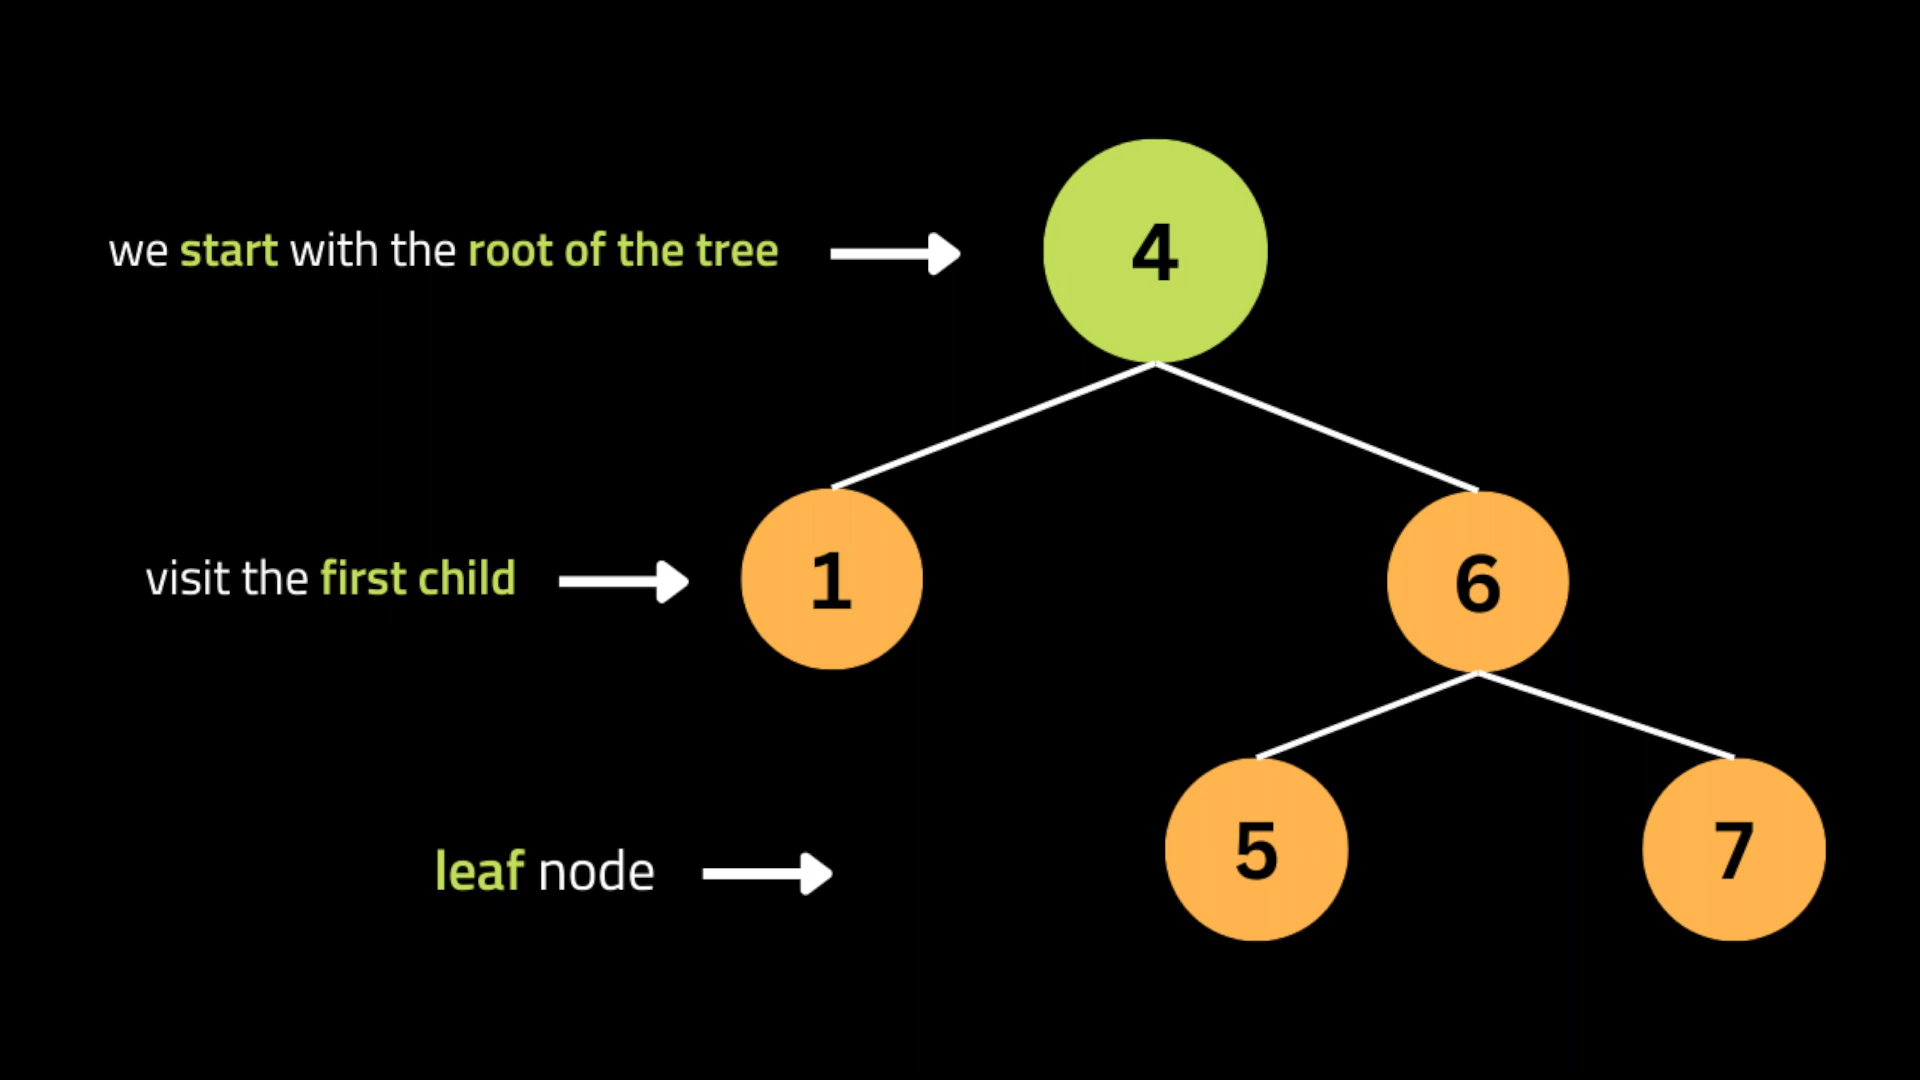 we start with the root of the tree
4
visit the first child
1
6
leaf node
5
7